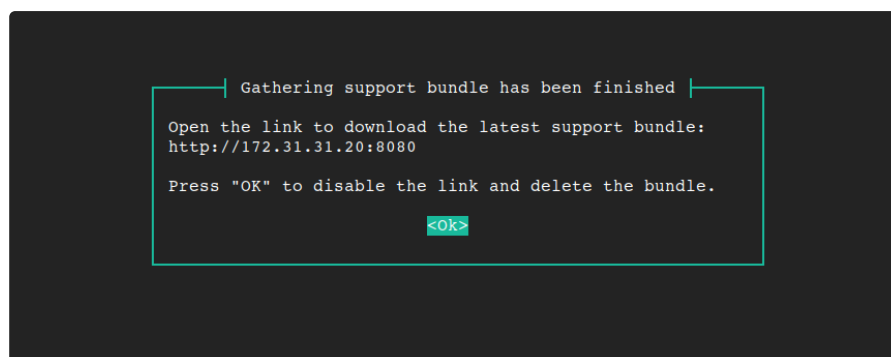 Gathering support bundle has been finished
Open the link to download the latest support bundle:
http://172.31.31.20:8080
Press "OK" to disable the link and delete the bundle.
<Ok>